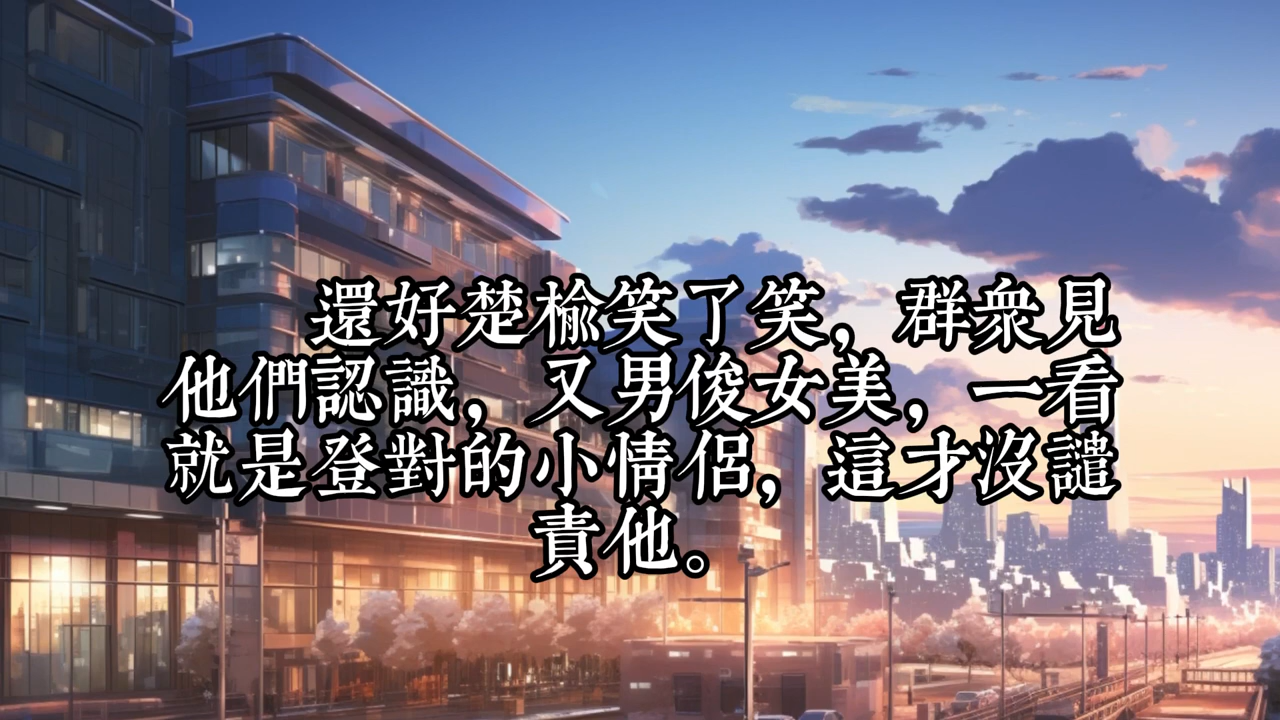 還好楚榆笑了笑，群衆見
他們認識，又男俊女美，一看
就是登對的小情侶，這才沒譴
責他。